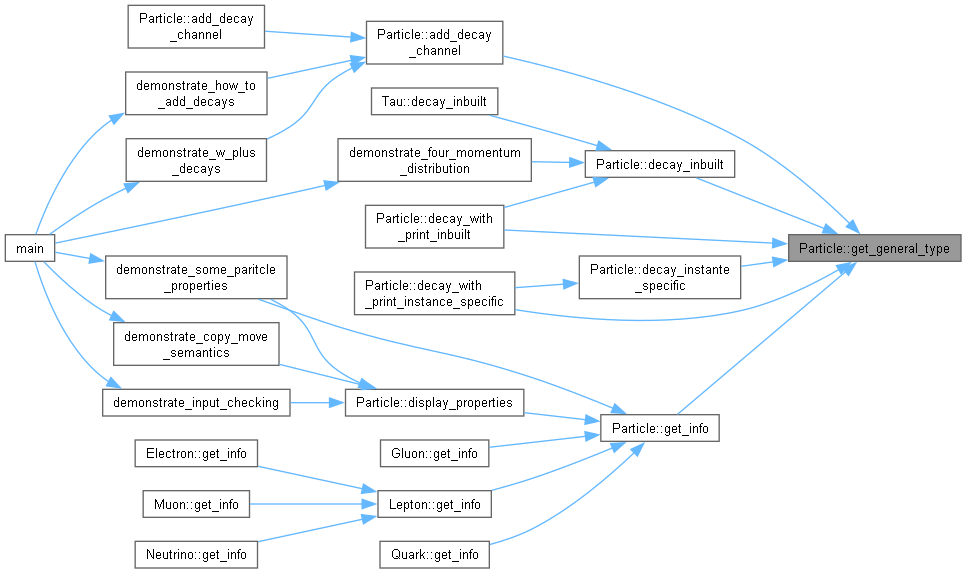 Particle::add_decay
_channel
Particle::add_decay
_channel
demonstrate_how_to
_add_decays
Tau::decay_inbuilt
demonstrate_w_plus
_decays
demonstrate_four_momentum
_distribution
Particle::decay_inbuilt
Particle::decay_with
_print_inbuilt
main
Particle::get_general_type
demonstrate_some_paritcle
_properties
Particle::decay_with
_print_instance_specific
Particle::decay_instante
_specific
demonstrate_copy_move
_semantics
demonstrate_input_checking
Particle::display_properties
Particle::get_info
Electron::get_info
Gluon::get_info
Muon::get_info
Lepton::get_info
Neutrino::get_info
Quark::get_info